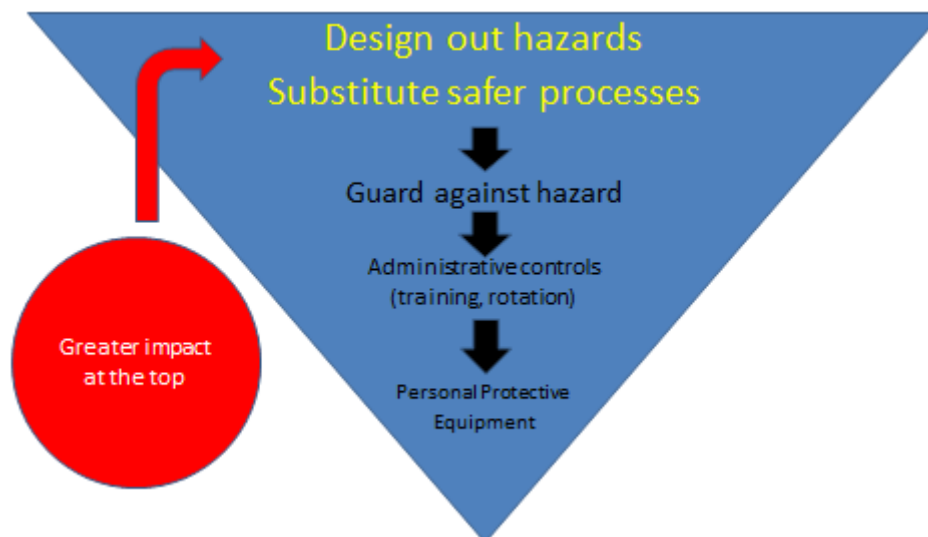 Design out hazards
Substitute safer processes
Guard against hazard
Administrative controls
(training, rotation)
Greater impact
at the top
Personal Protective
Equipment